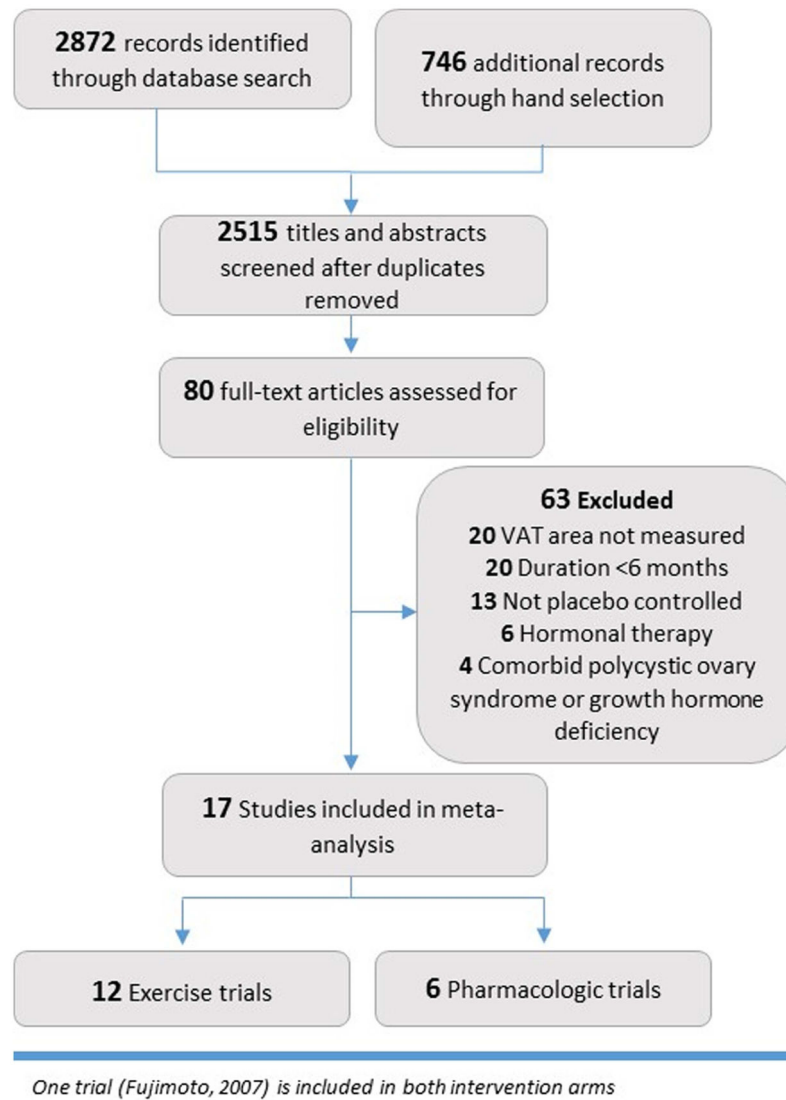 2872 records identified
through database search
746 additional records
through hand selection
2515 titles and abstracts
screened after duplicates
removed
80 full-text articles assessed for
eligibility
63 Excluded
20 VAT area not measured
20 Duration <6 months
13 Not placebo controlled
6 Hormonal therapy
4 Comorbid polycystic ovary
syndrome or growth hormone
deficiency
17 Studies included in meta-
analysis
12 Exercise trials
6 Pharmacologic trials
One trial (Fujimoto, 2007) is included in both intervention arms